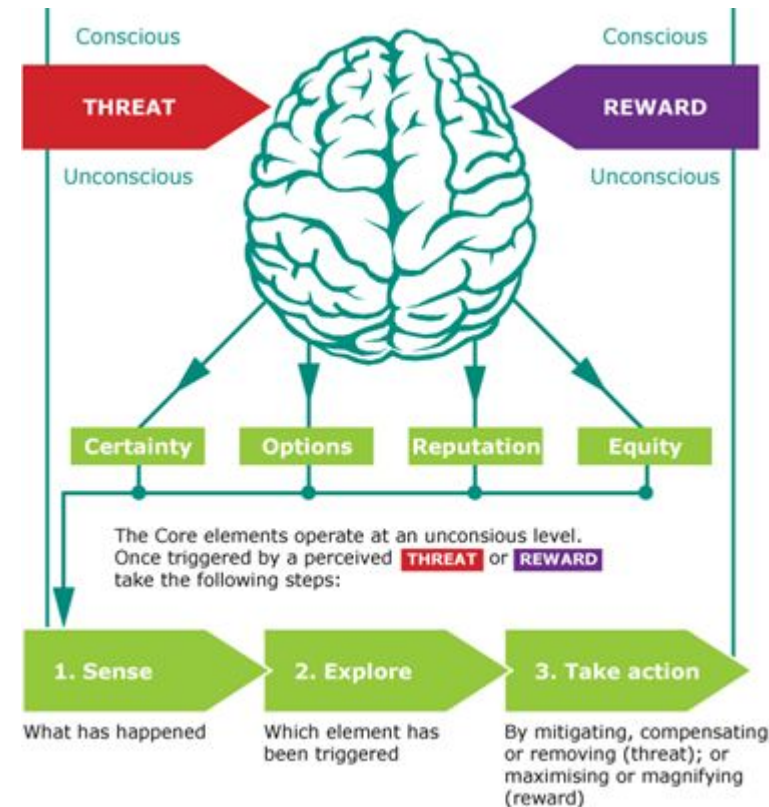 Conscious
Conscious
THREAT
REWARD
Unconscious
Unconscious
Certainty
Options
Reputation
Equity
The Core elements operate at an unconsious level.
Once triggered by a perceived THREAT or REWARD
take the following steps:
1. Sense
2. Explore
3. Take action
What has happened
Which element has
been triggered
By mitigating, compensating
or removing (threat); or
maximising or magnifying
(reward)